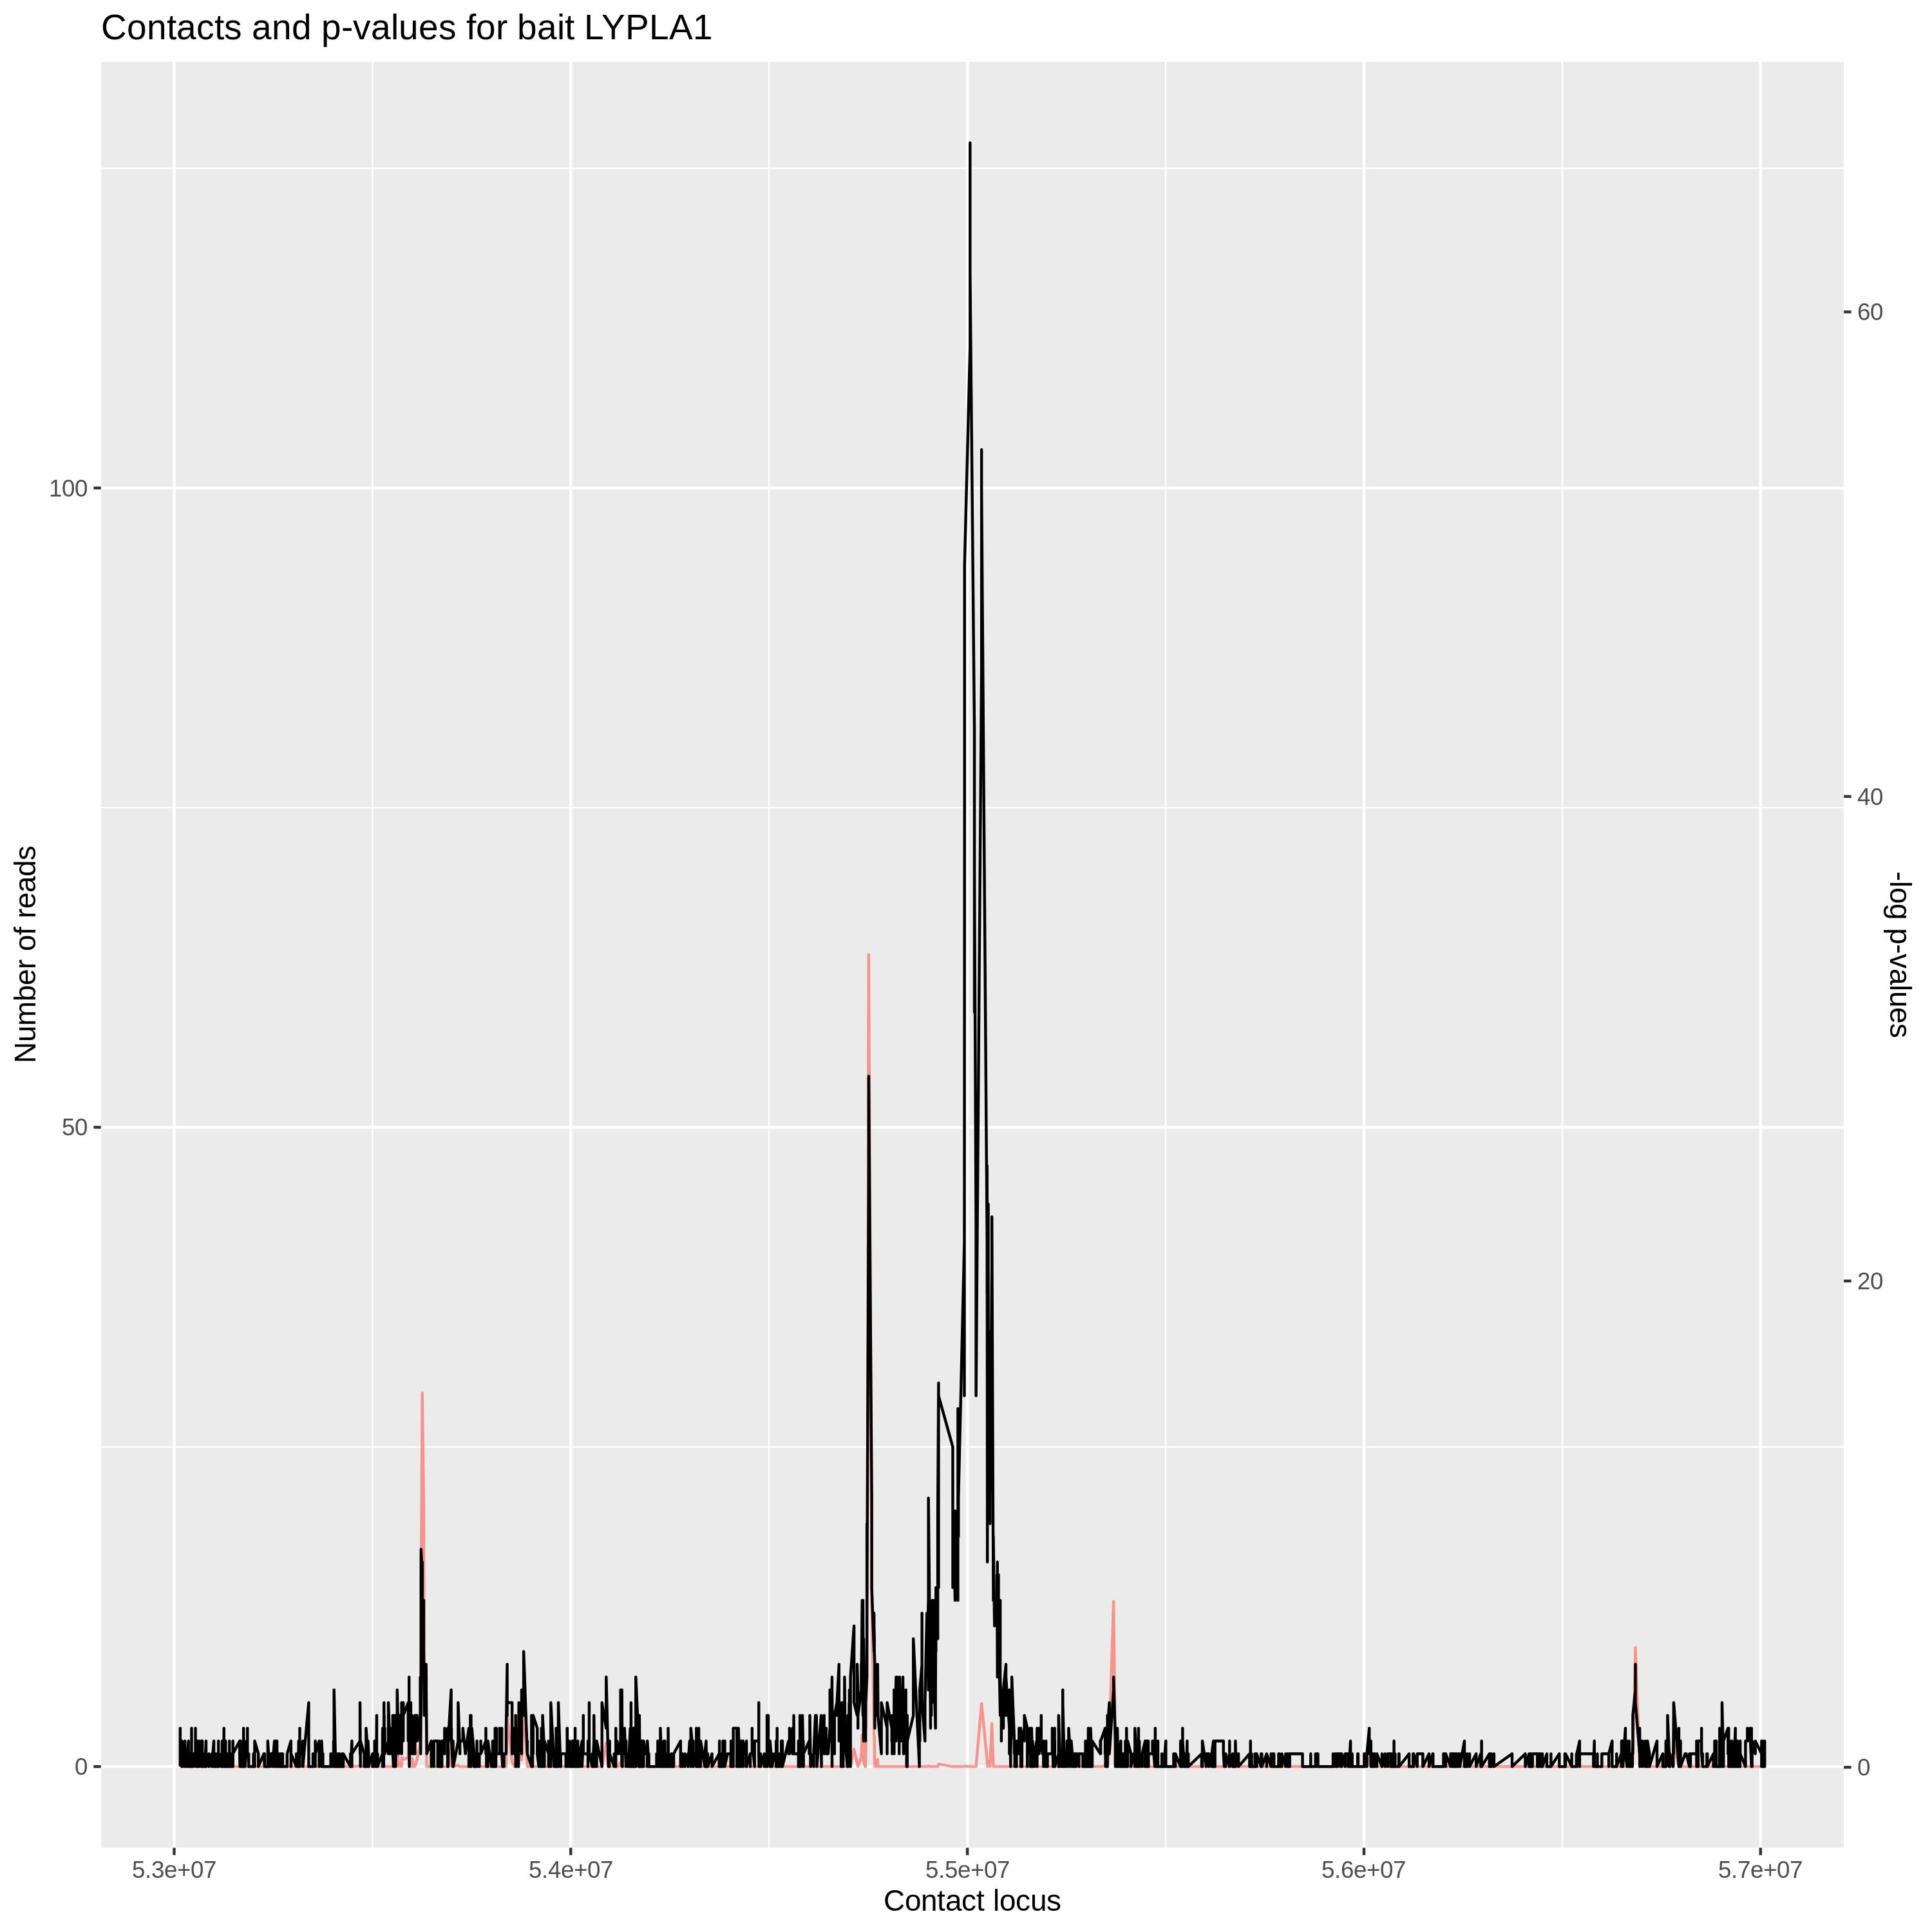 Contacts and p-values for bait LYPLA1
Number of reads
100
50
0
60
40
20
0
-log p-values
5.3e+07 5.4e+07 5.5e+07 5.6e+07 5.7e+07
Contact locus